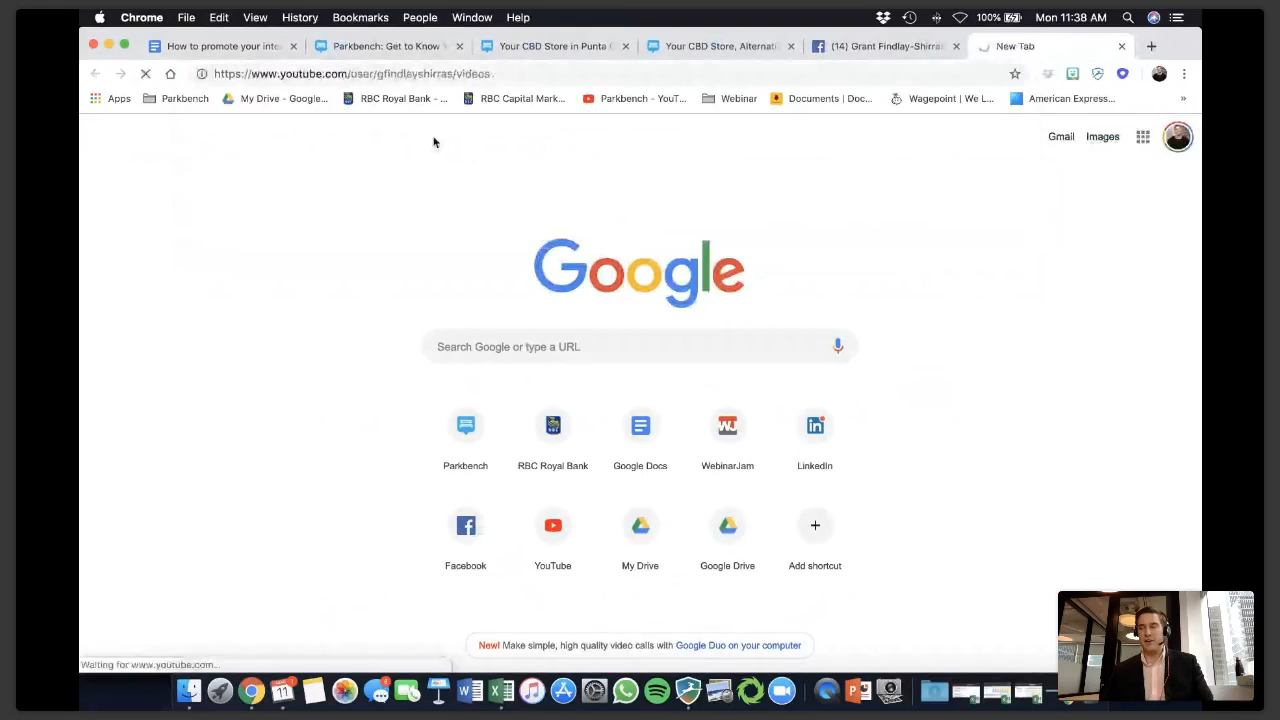 Chrome File Edit View History Bookmarks People Window Help 100% Mon 11:38 AM
How to promote your inte Parkbench: Get to Know Your CBD Store in Punta Your CBD Store, Alternat (14) Grant Findlay-Shirras New Tab
https://www.youtube.com/user/gfindlayshirras/videos
Apps Parkbench My Drive - Google... RBC Royal Bank - ... RBC Capital Mark... Parkbench - YouT... Webinar Documents | Doc... Wagepoint | We L... American Express... »
Gmail Images
Google
Search Google or type a URL
Parkbench RBC Royal Bank Google Docs WebinarJam LinkedIn
Facebook YouTube My Drive Google Drive Add shortcut
New! Make simple, high quality video calls with Google Duo on your computer
Waiting for www.youtube.com...
11